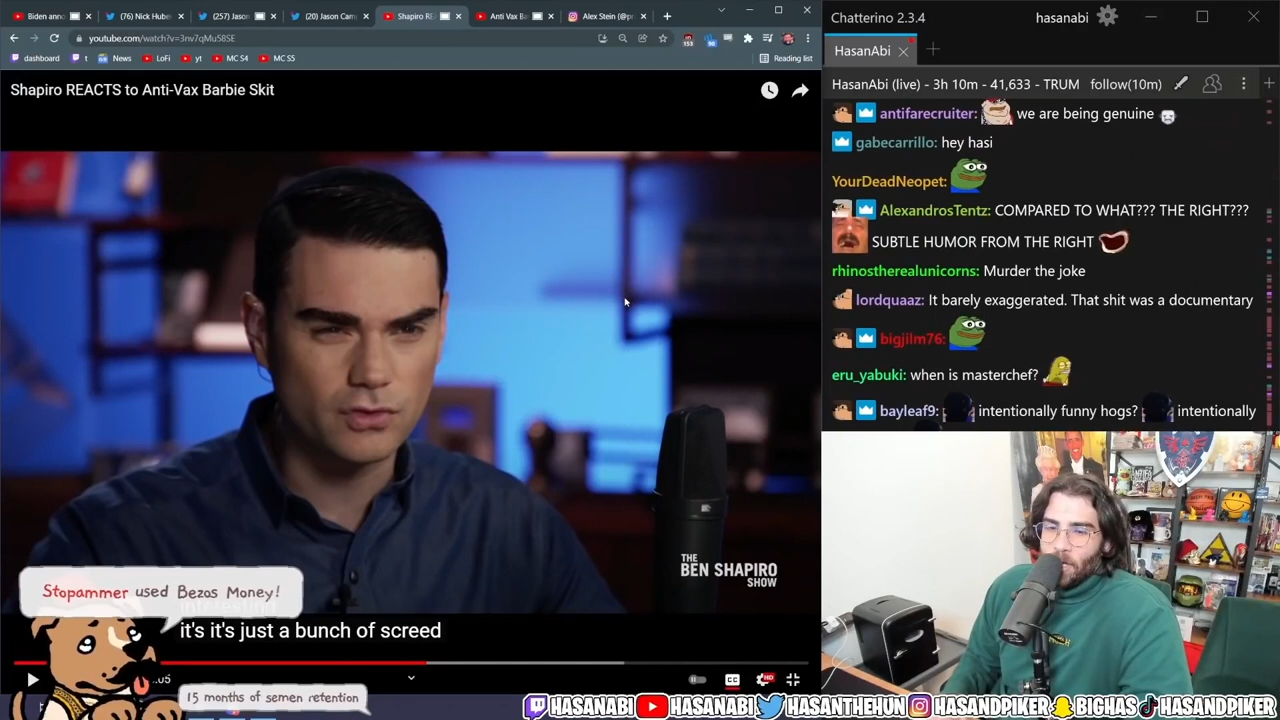 Biden anno
(76) Nick Hube
(257) Jason
(20) Jason Cam
Shapiro RE
Anti Vax Ba
Alex Stein (@p
youtube.com/watch?v=3nv7qMu58SE
153
98
dashboard
t
News
LoFi
yt
MC S4
MC S5
Reading list
Shapiro REACTS to Anti-Vax Barbie Skit
THE
BEN SHAPIRO
SHOW
Stopammer used Bezos Money!
it's it's just a bunch of screed
:05
HD
15 months of semen retention
Chatterino 2.3.4
hasanabi
HasanAbi
HasanAbi (live) - 3h 10m - 41,633 - TRUM
follow(10m)
antifarecruiter: we are being genuine
gabecarrillo: hey hasi
YourDeadNeopet:
AlexandrosTentz: COMPARED TO WHAT??? THE RIGHT???
SUBTLE HUMOR FROM THE RIGHT
rhinostherealunicorns: Murder the joke
lordquaaz: It barely exaggerated. That shit was a documentary
bigjilm76:
eru_yabuki: when is masterchef?
bayleaf9: intentionally funny hogs? intentionally
HASANABI HASANABI HASANTHEHUN HASANDPIKER BIGHAS HASANDPIKER